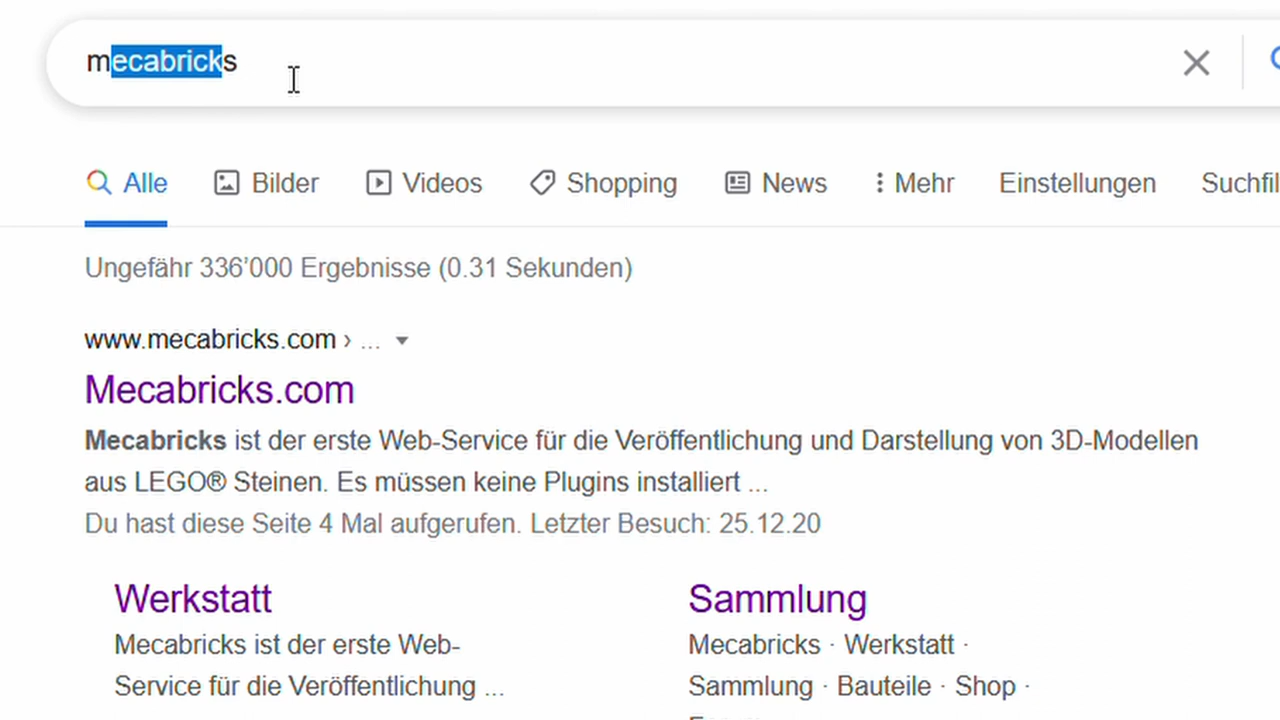 mecabricks
Alle Bilder Videos Shopping News Mehr Einstellungen
Ungefähr 336’000 Ergebnisse (0.31 Sekunden)
www.mecabricks.com › ...
Mecabricks.com
Mecabricks ist der erste Web-Service für die Veröffentlichung und Darstellung von 3D-Modellen
aus LEGO® Steinen. Es müssen keine Plugins installiert ...
Du hast diese Seite 4 Mal aufgerufen. Letzter Besuch: 25.12.20
Werkstatt
Mecabricks ist der erste Web-
Service für die Veröffentlichung ...
Sammlung
Mecabricks · Werkstatt ·
Sammlung · Bauteile · Shop ·